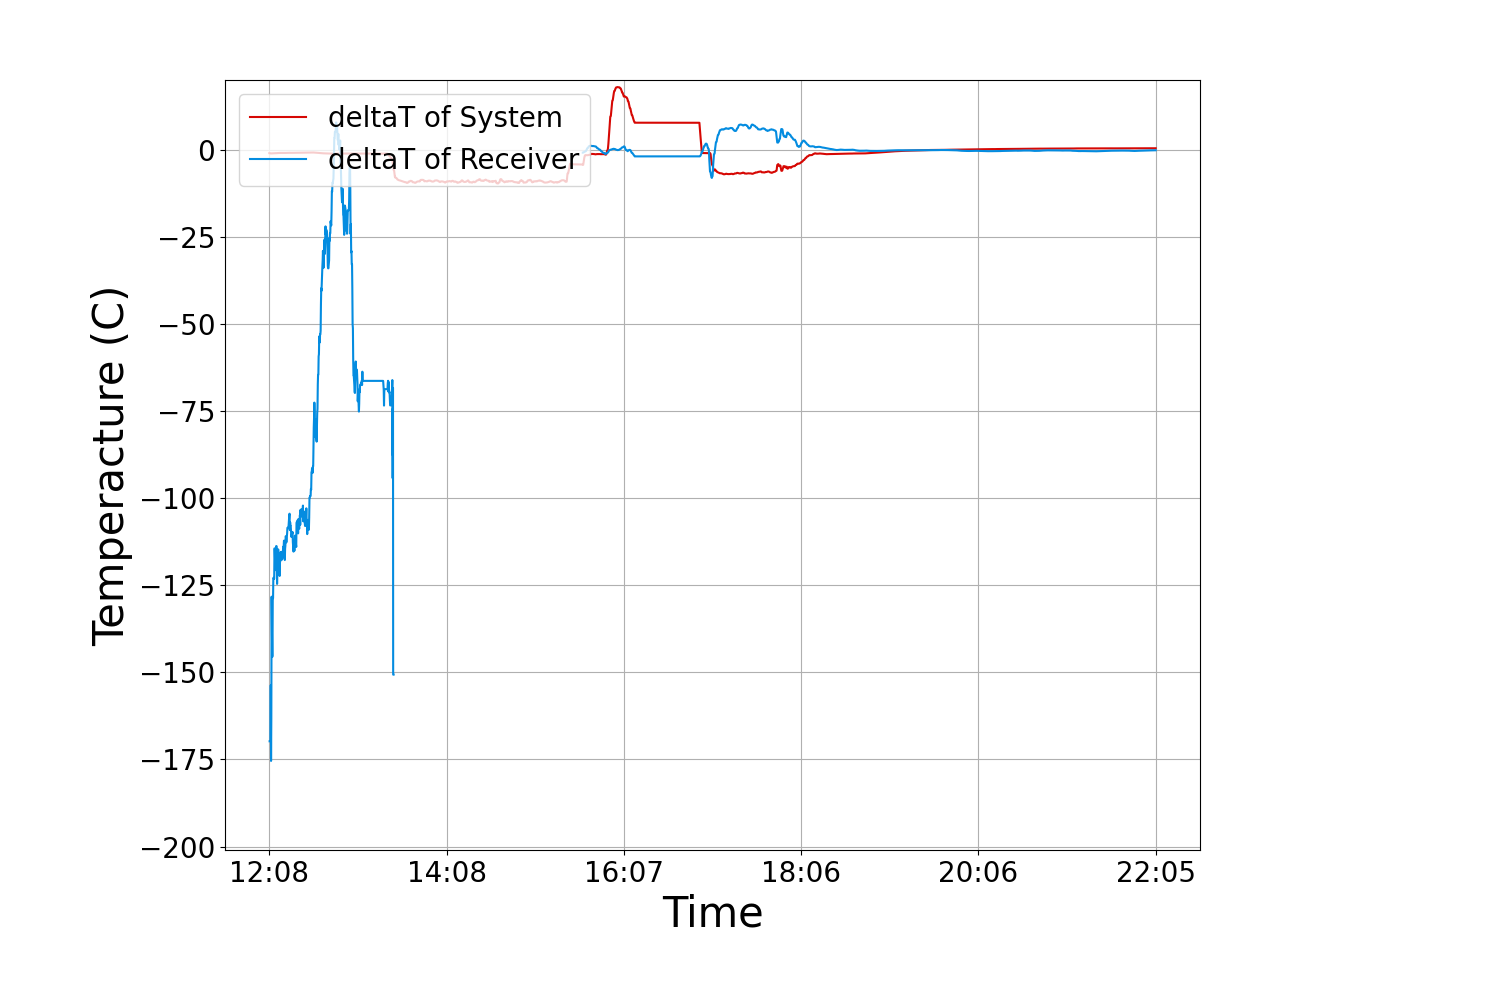 deltaT of System
deltaT of Receiver
0
−25
−50
−75
−100
−125
−150
−175
−200
Temperacture (C)
12:08 14:08 16:07 18:06 20:06 22:05
Time